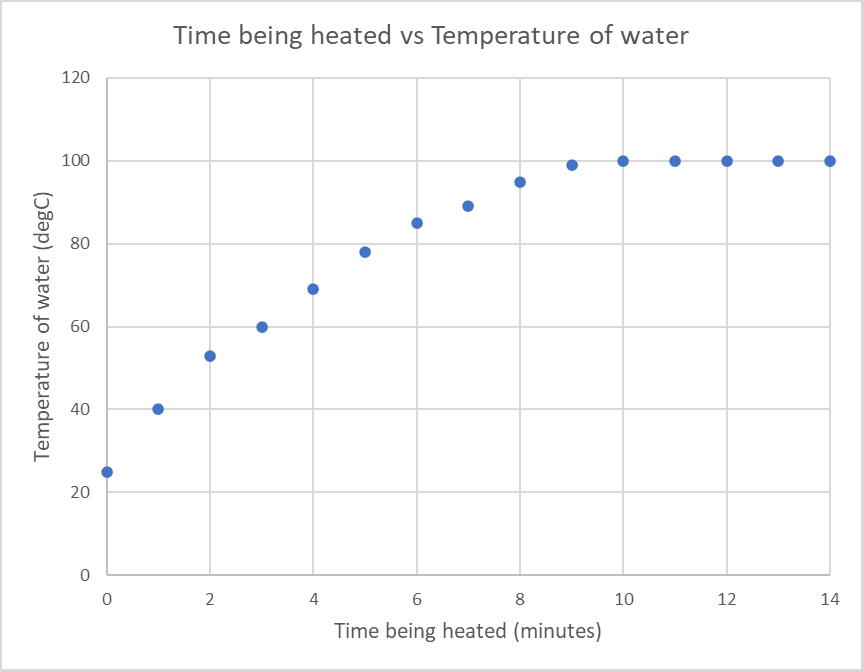 Time being heated vs Temperature of water
Temperature of water (degC)
120
100
80
60
40
20
0
0 2 4 6 8 10 12 14
Time being heated (minutes)